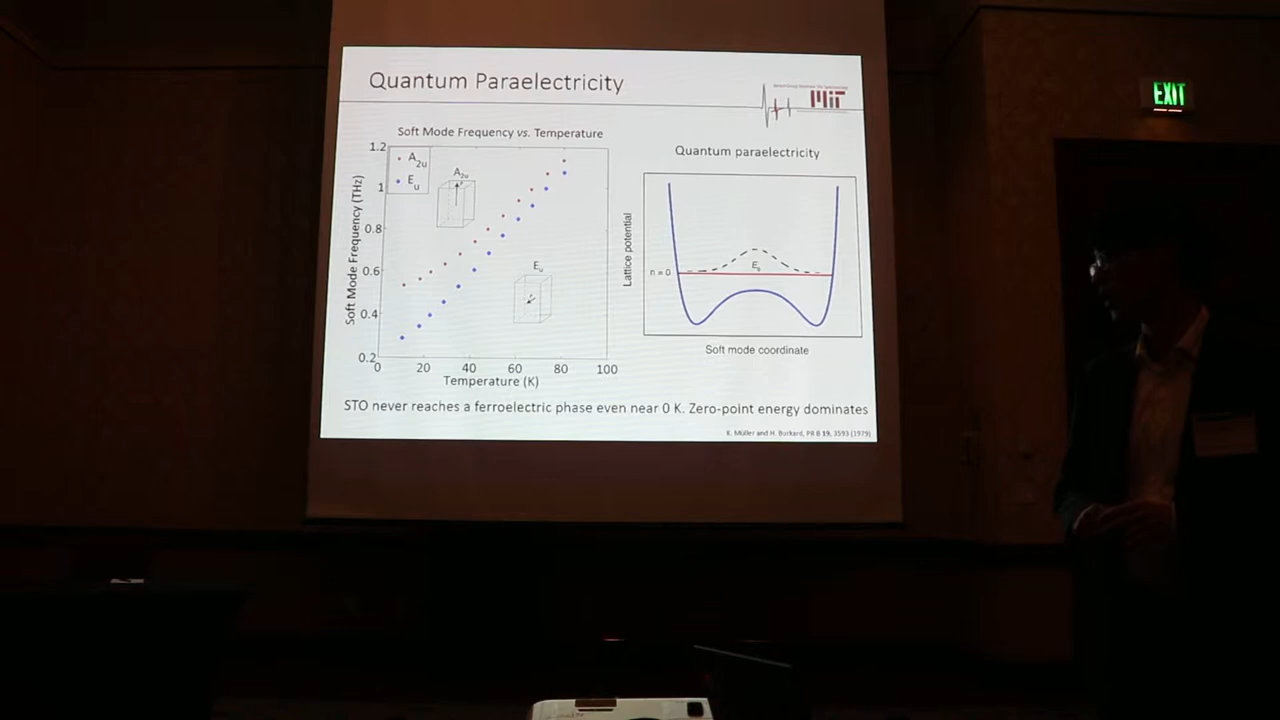 Quantum Paraelectricity
MIT
Soft Mode Frequency vs. Temperature
1.2
1
0.8
0.6
0.4
0.2
Soft Mode Frequency (THz)
A2u
Eu
A2u
Eu
0
20
40
60
80
100
Temperature (K)
Quantum paraelectricity
Lattice potential
n = 0
E0
Soft mode coordinate
STO never reaches a ferroelectric phase even near 0 K. Zero-point energy dominates
K. Müller and H. Burkard, PR B 19, 3593 (1979)
EXIT